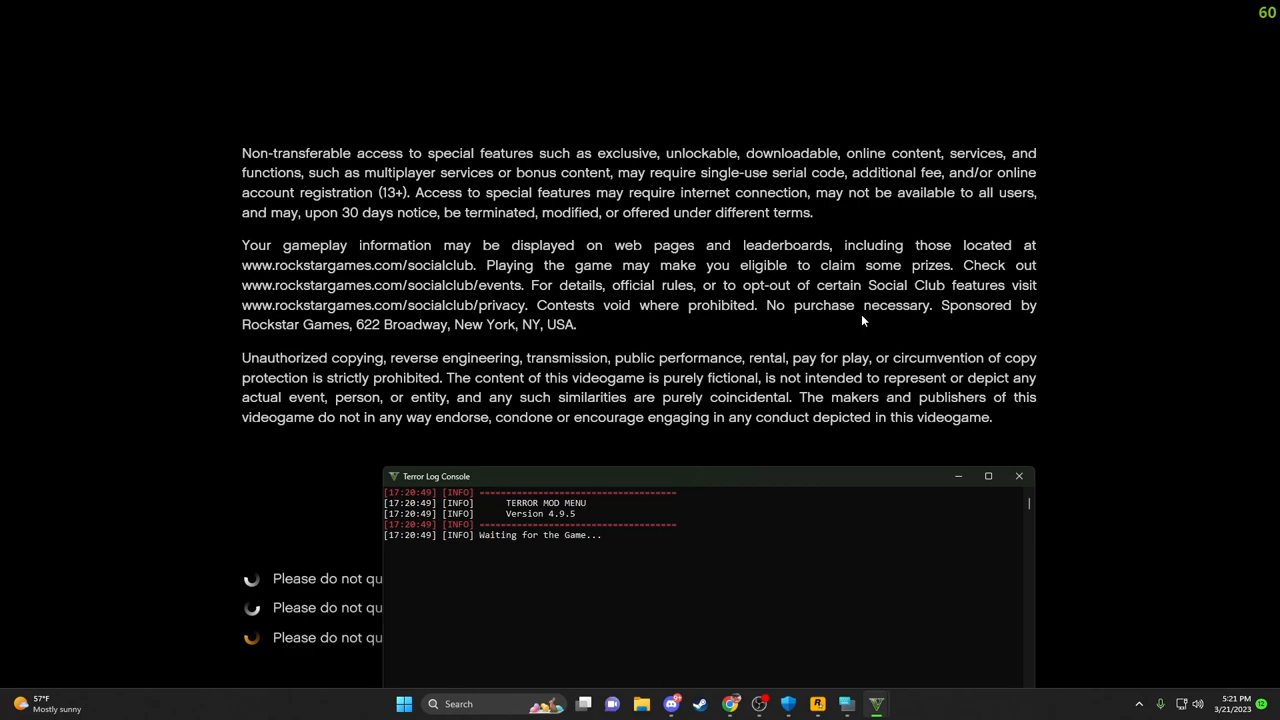 60
Non-transferable access to special features such as exclusive, unlockable, downloadable, online content, services, and
functions, such as multiplayer services or bonus content, may require single-use serial code, additional fee, and/or online
account registration (13+). Access to special features may require internet connection, may not be available to all users,
and may, upon 30 days notice, be terminated, modified, or offered under different terms.
Your gameplay information may be displayed on web pages and leaderboards, including those located at
www.rockstargames.com/socialclub. Playing the game may make you eligible to claim some prizes. Check out
www.rockstargames.com/socialclub/events. For details, official rules, or to opt-out of certain Social Club features visit
www.rockstargames.com/socialclub/privacy. Contests void where prohibited. No purchase necessary. Sponsored by
Rockstar Games, 622 Broadway, New York, NY, USA.
Unauthorized copying, reverse engineering, transmission, public performance, rental, pay for play, or circumvention of copy
protection is strictly prohibited. The content of this videogame is purely fictional, is not intended to represent or depict any
actual event, person, or entity, and any such similarities are purely coincidental. The makers and publishers of this
videogame do not in any way endorse, condone or encourage engaging in any conduct depicted in this videogame.
Terror Log Console
[17:20:49] [INFO] =====================================
[17:20:49] [INFO] TERROR MOD MENU
[17:20:49] [INFO] Version 4.9.5
[17:20:49] [INFO] =====================================
[17:20:49] [INFO] Waiting for the Game...
Please do not qu
Please do not qu
Please do not qu
57°F
Mostly sunny
Search
5:21 PM
3/21/2023
12